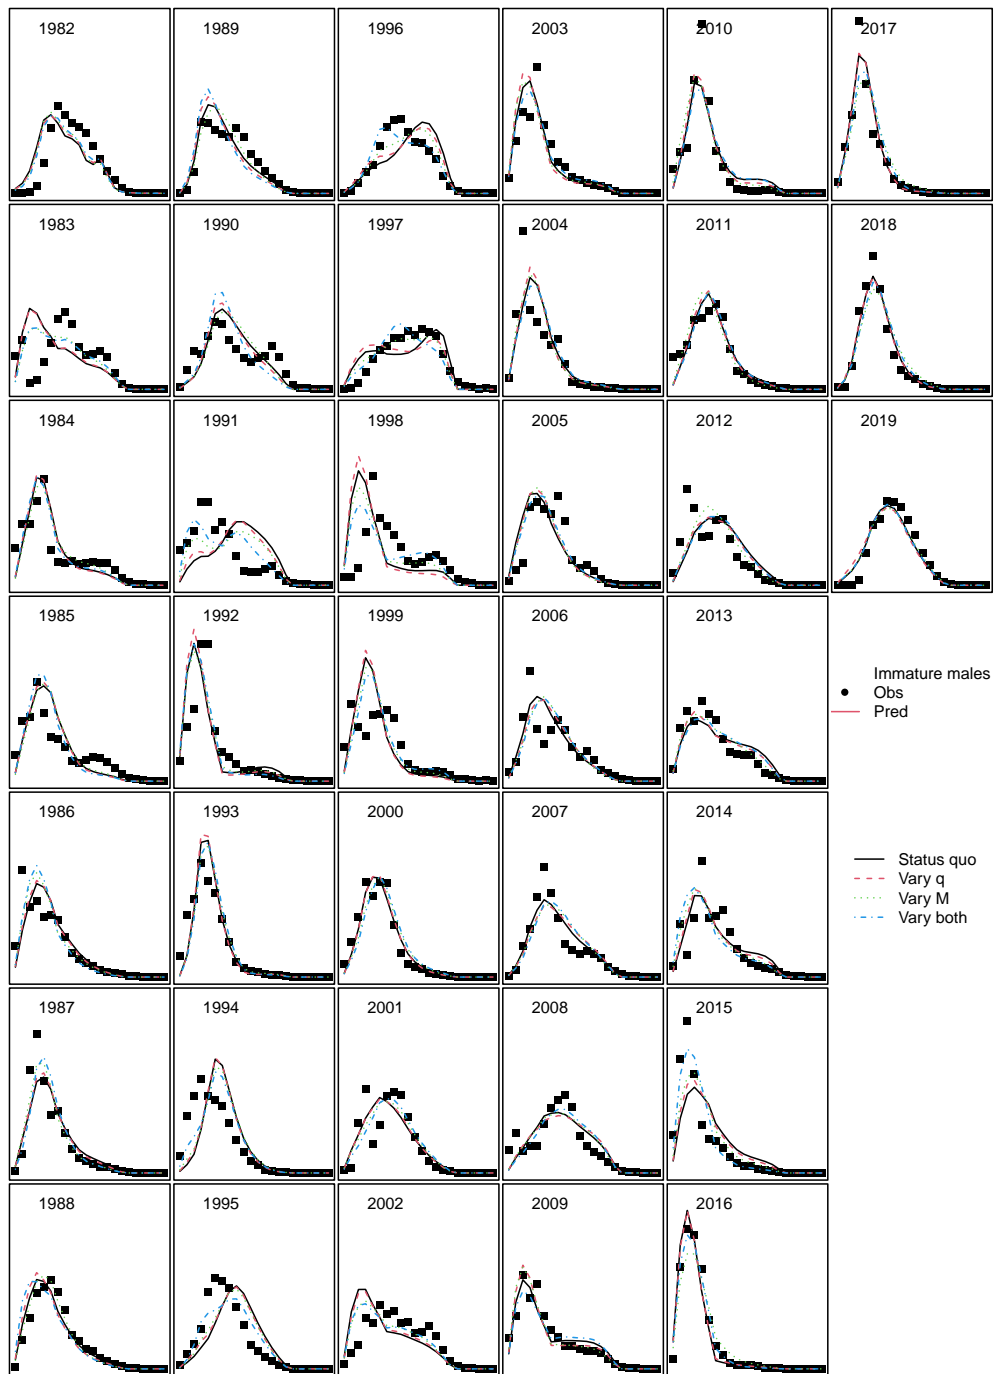 1982 1989 1996 2003 2010 2017
1983 1990 1997 2004 2011 2018
1984 1991 1998 2005 2012 2019
1985 1992 1999 2006 2013
Immature males
Obs
Pred
1986 1993 2000 2007 2014
Status quo
Vary q
Vary M
Vary both
1987 1994 2001 2008 2015
1988 1995 2002 2009 2016